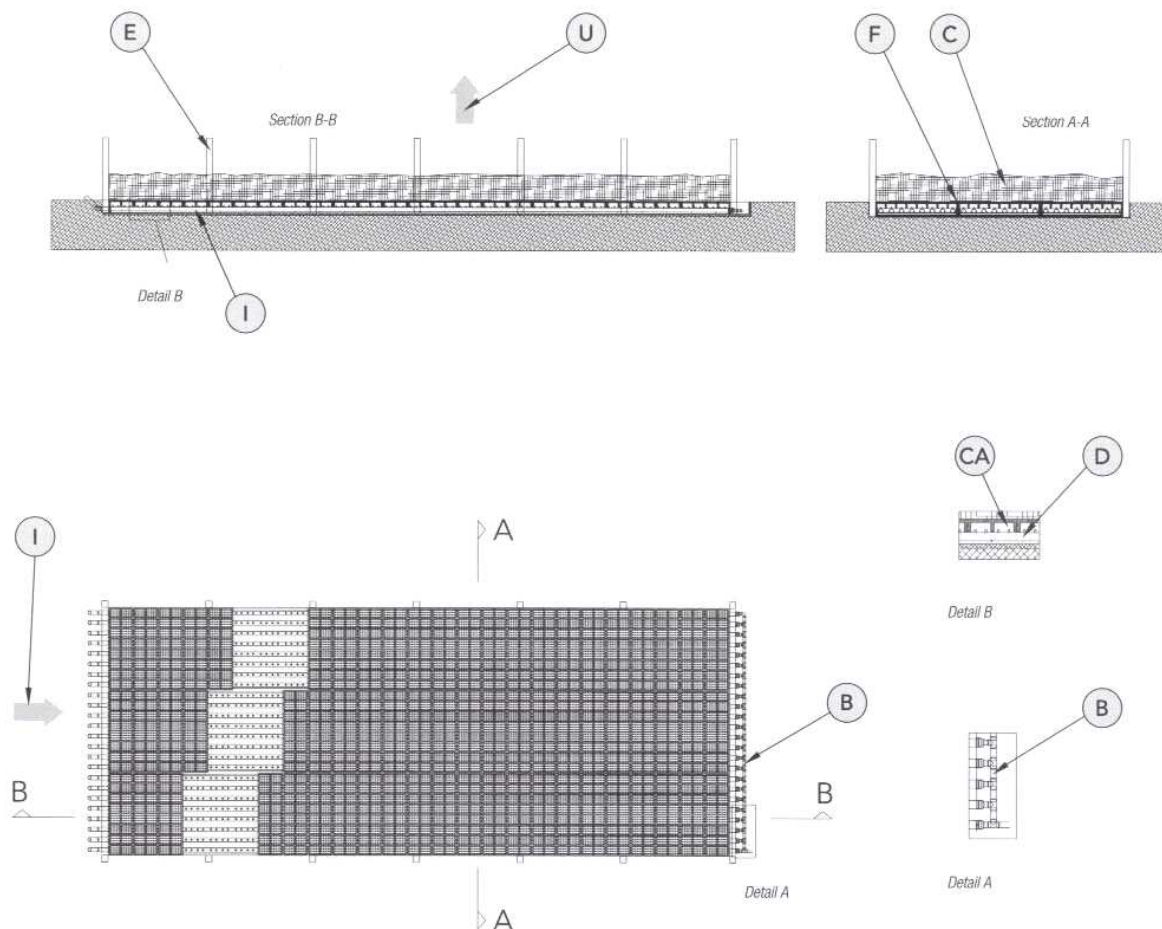 E
U
F
C
Section B-B
Section A-A
Detail B
I
CA
D
I
A
Detail B
B
B
B
B
A
Detail A
Detail A